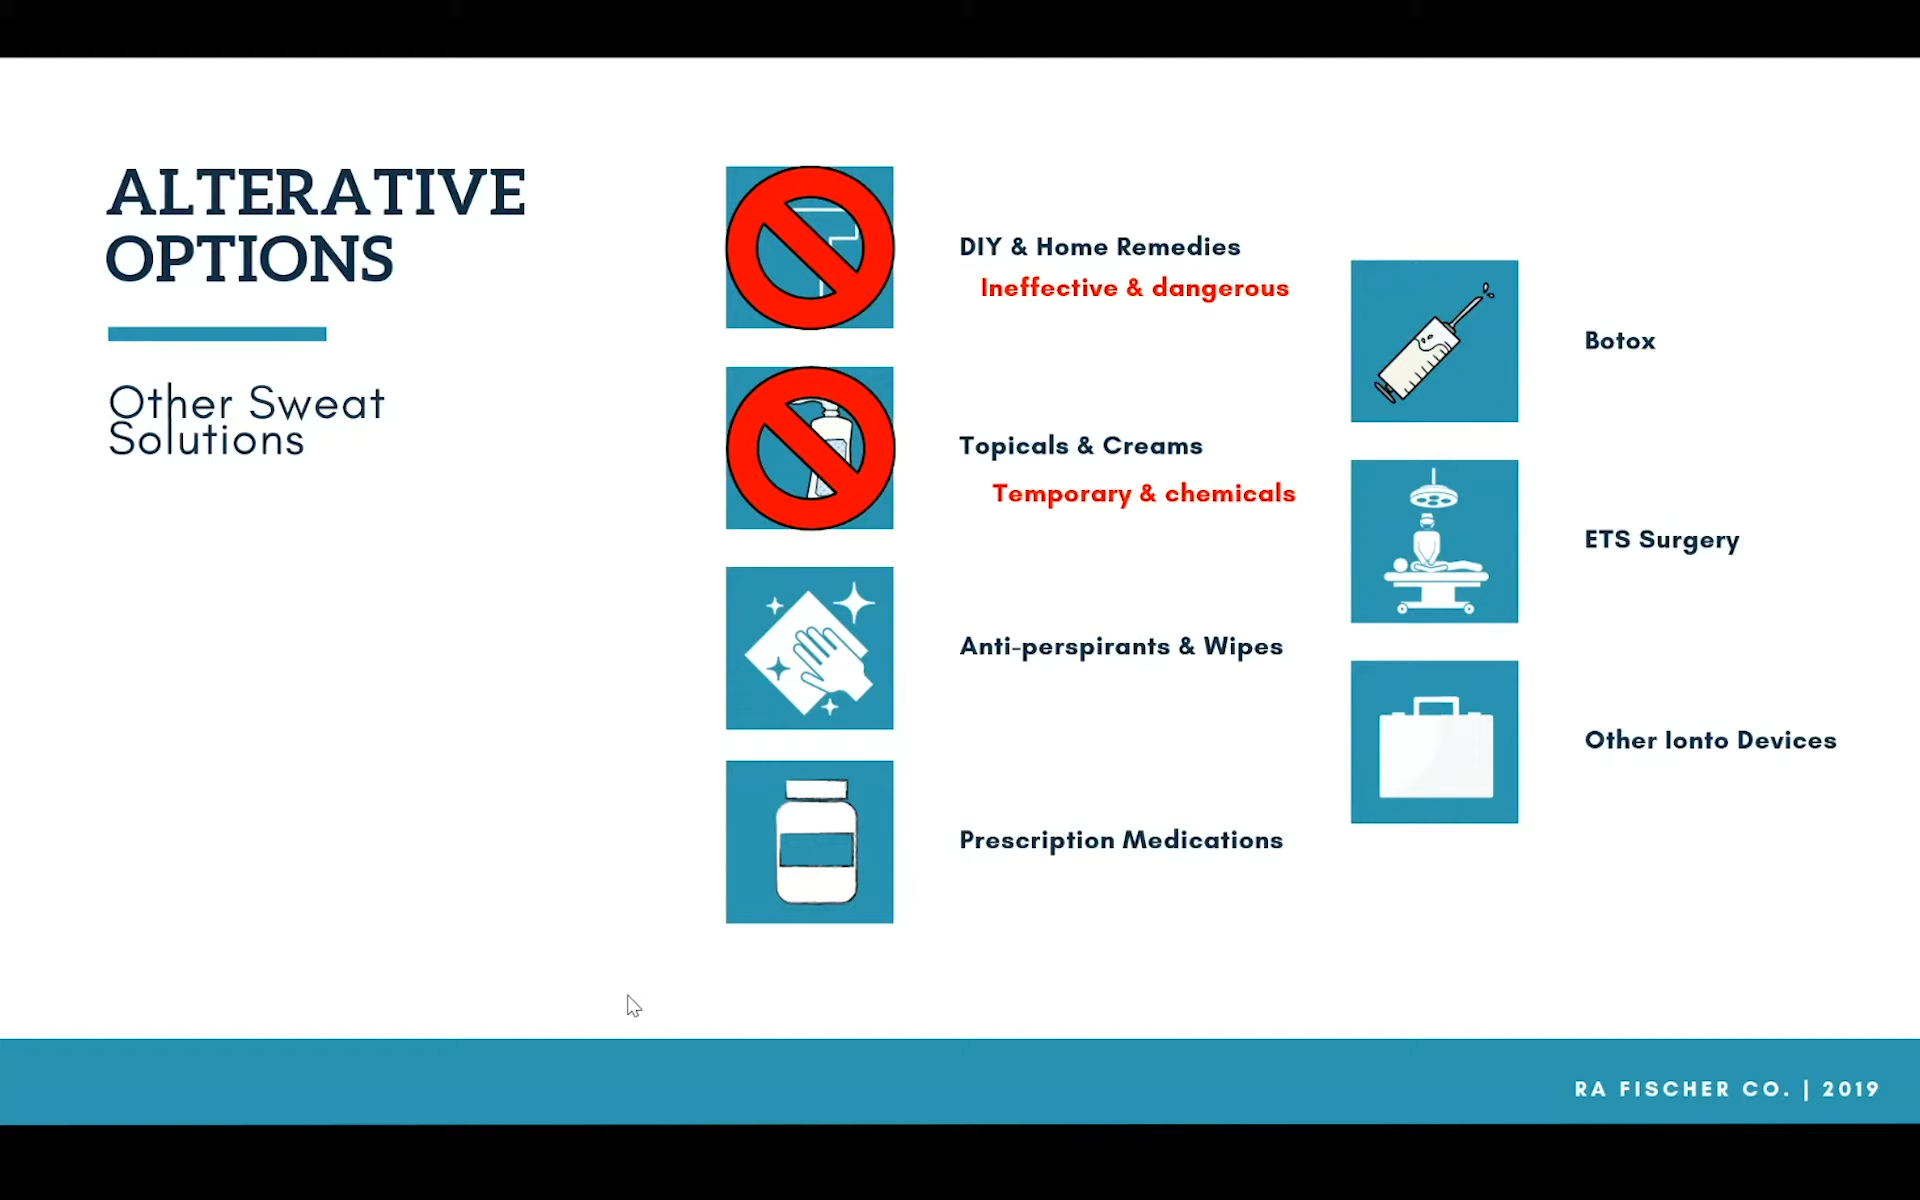 ALTERATIVE
OPTIONS
Other Sweat
Solutions
DIY & Home Remedies
Ineffective & dangerous
Topicals & Creams
Temporary & chemicals
Anti-perspirants & Wipes
Prescription Medications
Botox
ETS Surgery
Other Ionto Devices
RA FISCHER CO. | 2019